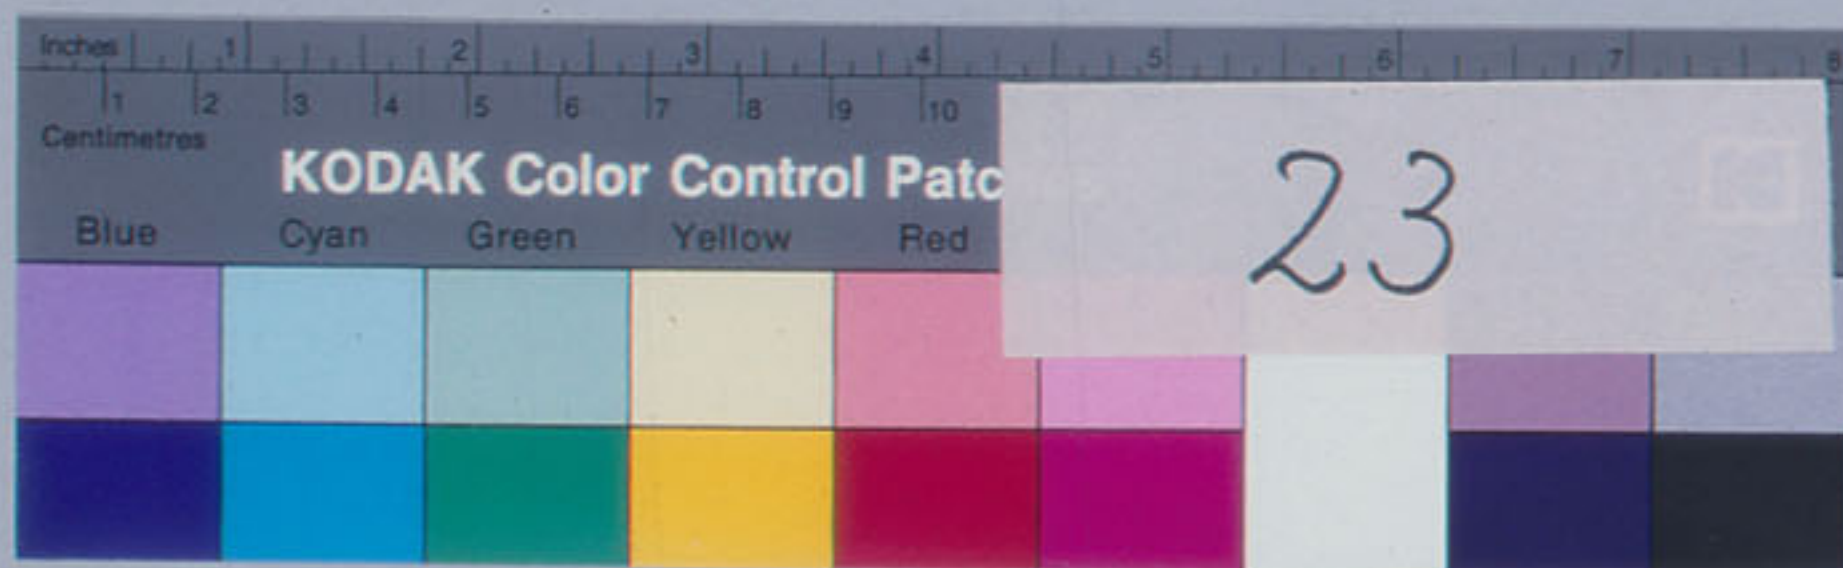 Inches 1 2 3 4 5 6 7 8
1 2 3 4 5 6 7 8 9 10
Centimetres
KODAK Color Control Patc
23
Blue Cyan Green Yellow Red